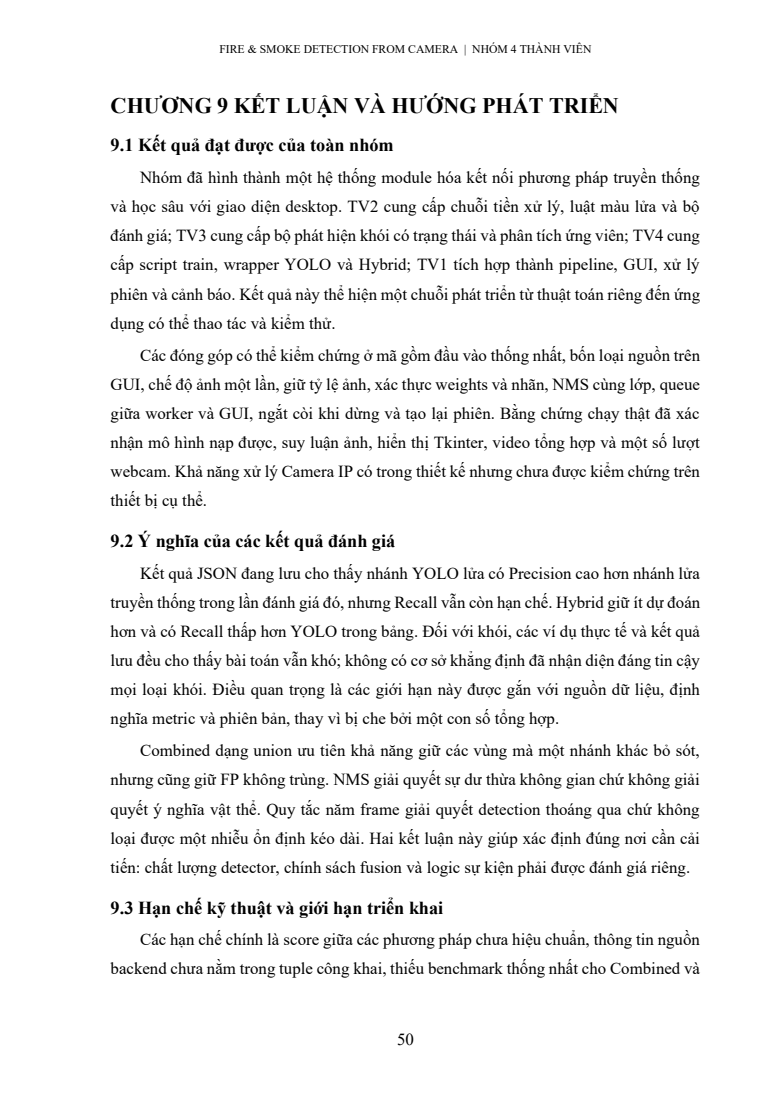 FIRE & SMOKE DETECTION FROM CAMERA | NHÓM 4 THÀNH VIÊN
CHƯƠNG 9 KẾT LUẬN VÀ HƯỚNG PHÁT TRIỂN
9.1 Kết quả đạt được của toàn nhóm
Nhóm đã hình thành một hệ thống module hóa kết nối phương pháp truyền thống
và học sâu với giao diện desktop. TV2 cung cấp chuỗi tiền xử lý, luật màu lửa và bộ
đánh giá; TV3 cung cấp bộ phát hiện khói có trạng thái và phân tích ứng viên; TV4 cung
cấp script train, wrapper YOLO và Hybrid; TV1 tích hợp thành pipeline, GUI, xử lý
phiên và cảnh báo. Kết quả này thể hiện một chuỗi phát triển từ thuật toán riêng đến ứng
dụng có thể thao tác và kiểm thử.
Các đóng góp có thể kiểm chứng ở mã gồm đầu vào thống nhất, bốn loại nguồn trên
GUI, chế độ ảnh một lần, giữ tỷ lệ ảnh, xác thực weights và nhãn, NMS cùng lớp, queue
giữa worker và GUI, ngắt còi khi dừng và tạo lại phiên. Bằng chứng chạy thật đã xác
nhận mô hình nạp được, suy luận ảnh, hiển thị Tkinter, video tổng hợp và một số lượt
webcam. Khả năng xử lý Camera IP có trong thiết kế nhưng chưa được kiểm chứng trên
thiết bị cụ thể.
9.2 Ý nghĩa của các kết quả đánh giá
Kết quả JSON đang lưu cho thấy nhánh YOLO lửa có Precision cao hơn nhánh lửa
truyền thống trong lần đánh giá đó, nhưng Recall vẫn còn hạn chế. Hybrid giữ ít dự đoán
hơn và có Recall thấp hơn YOLO trong bảng. Đối với khói, các ví dụ thực tế và kết quả
lưu đều cho thấy bài toán vẫn khó; không có cơ sở khẳng định đã nhận diện đáng tin cậy
mọi loại khói. Điều quan trọng là các giới hạn này được gắn với nguồn dữ liệu, định
nghĩa metric và phiên bản, thay vì bị che bởi một con số tổng hợp.
Combined dạng union ưu tiên khả năng giữ các vùng mà một nhánh khác bỏ sót,
nhưng cũng giữ FP không trùng. NMS giải quyết sự dư thừa không gian chứ không giải
quyết ý nghĩa vật thể. Quy tắc năm frame giải quyết detection thoáng qua chứ không
loại được một nhiễu ổn định kéo dài. Hai kết luận này giúp xác định đúng nơi cần cải
tiến: chất lượng detector, chính sách fusion và logic sự kiện phải được đánh giá riêng.
9.3 Hạn chế kỹ thuật và giới hạn triển khai
Các hạn chế chính là score giữa các phương pháp chưa hiệu chuẩn, thông tin nguồn
backend chưa nằm trong tuple công khai, thiếu benchmark thống nhất cho Combined và
50